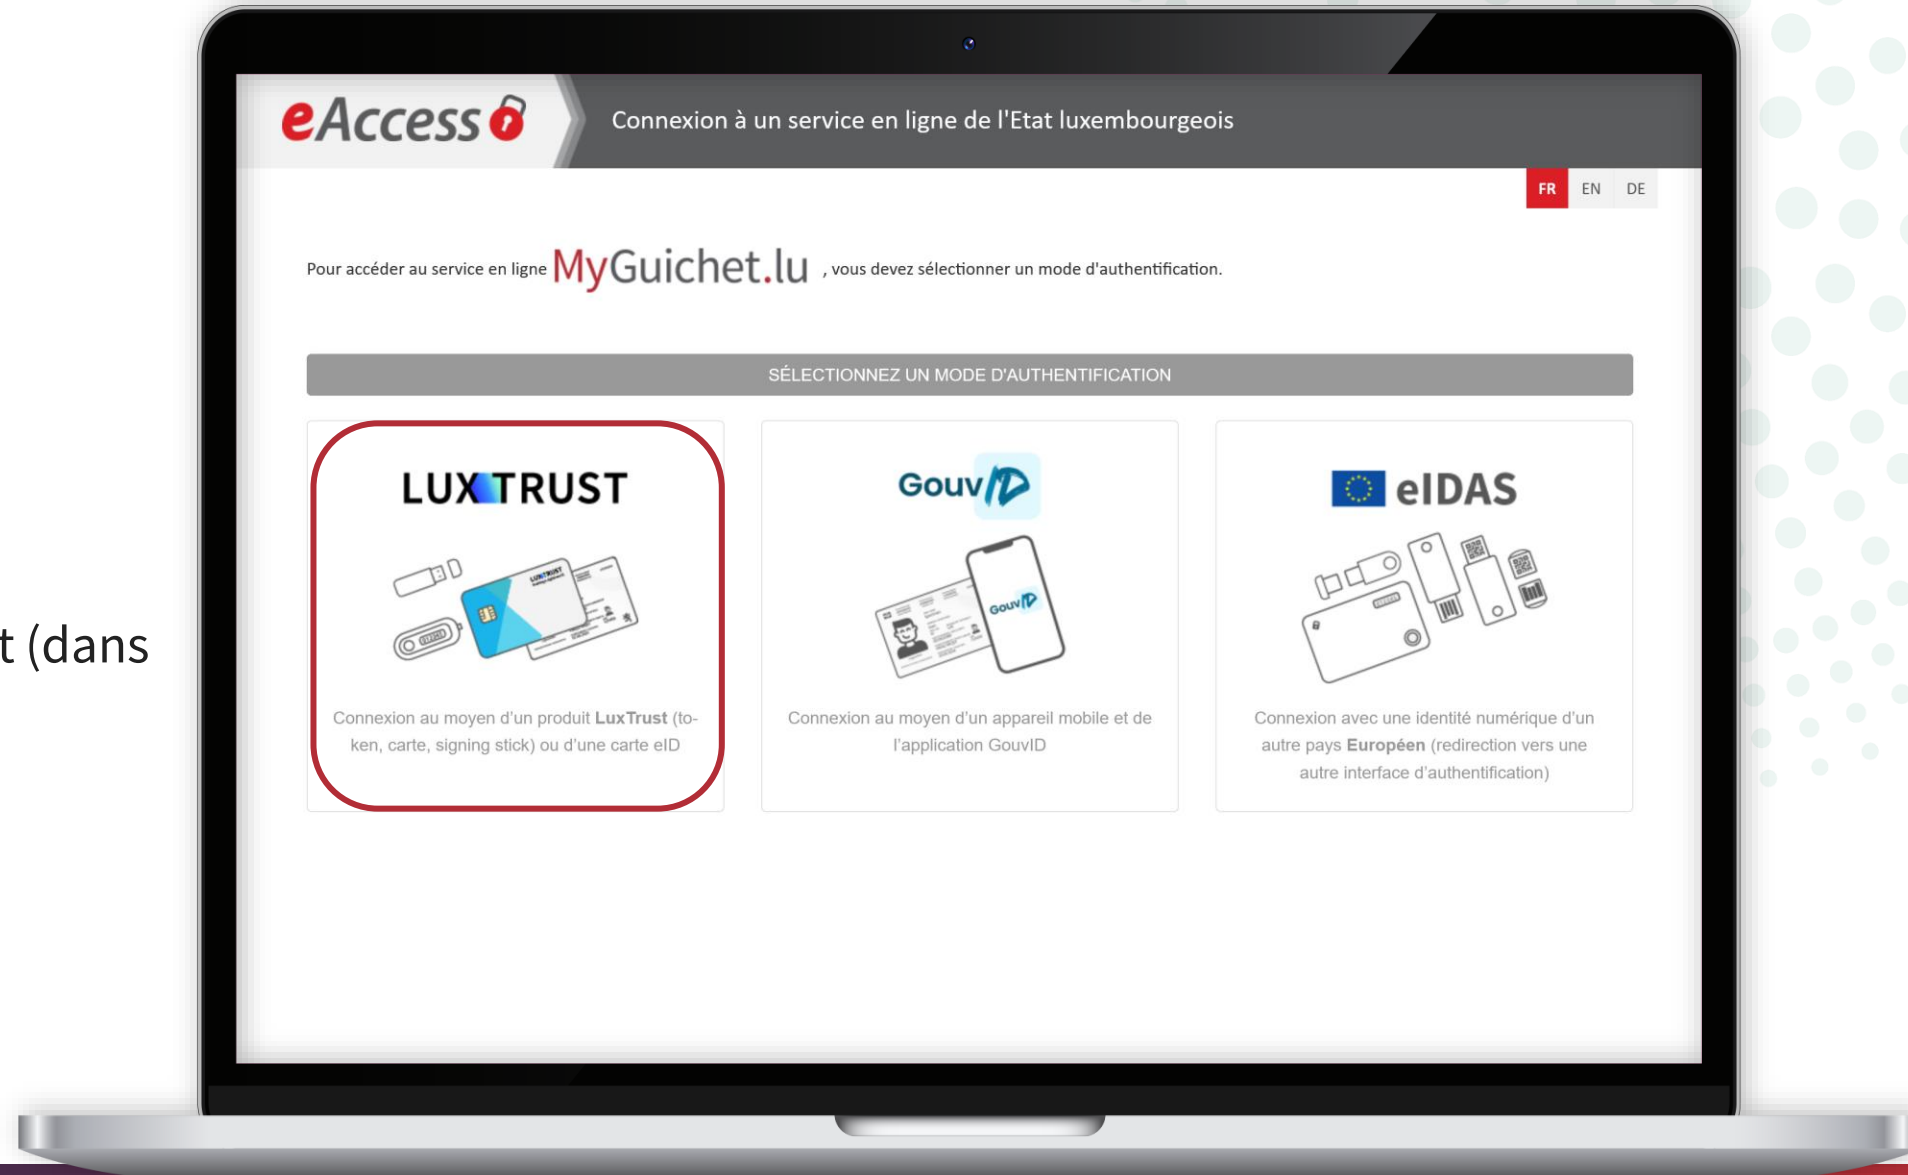 eAccess
Connexion à un service en ligne de l'Etat luxembourgeois
FR EN DE
Pour accéder au service en ligne MyGuichet.lu , vous devez sélectionner un mode d'authentification.
SÉLECTIONNEZ UN MODE D'AUTHENTIFICATION
LUXTRUST
LUXTRUST
Connexion au moyen d'un produit LuxTrust (to-
ken, carte, signing stick) ou d'une carte eID
GouvID
GouvID
Connexion au moyen d'un appareil mobile et de
l'application GouvID
eIDAS
Connexion avec une identité numérique d'un
autre pays Européen (redirection vers une
autre interface d'authentification)
t (dans